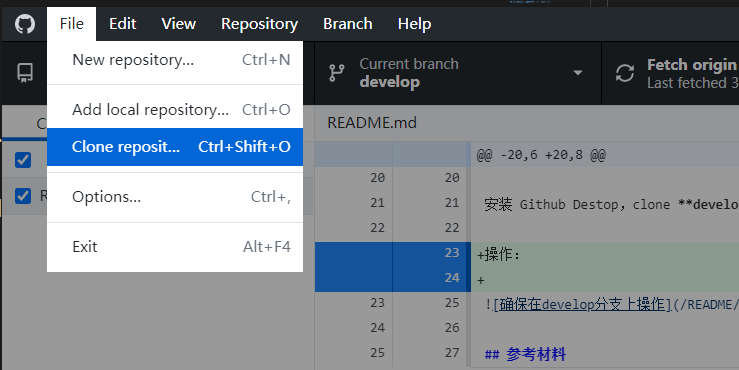 File Edit View Repository Branch Help
New repository... Ctrl+N
Add local repository... Ctrl+O
Clone reposit... Ctrl+Shift+O
Options... Ctrl+,
Exit Alt+F4
Current branch
develop
Fetch origin
Last fetched 3
C
R
README.md
@@ -20,6 +20,8 @@
20 20
21 21 安装 Github Destop，clone **develo
22 22
23 +操作：
24 +
23 25 ![确保在develop分支上操作](/README/
24 26
25 27 ## 参考材料